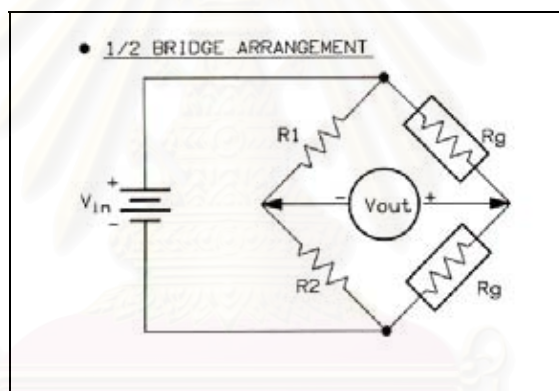 ● 1/2 BRIDGE ARRANGEMENT
R1
Rg
+
Vin
-
- Vout +
R2
Rg